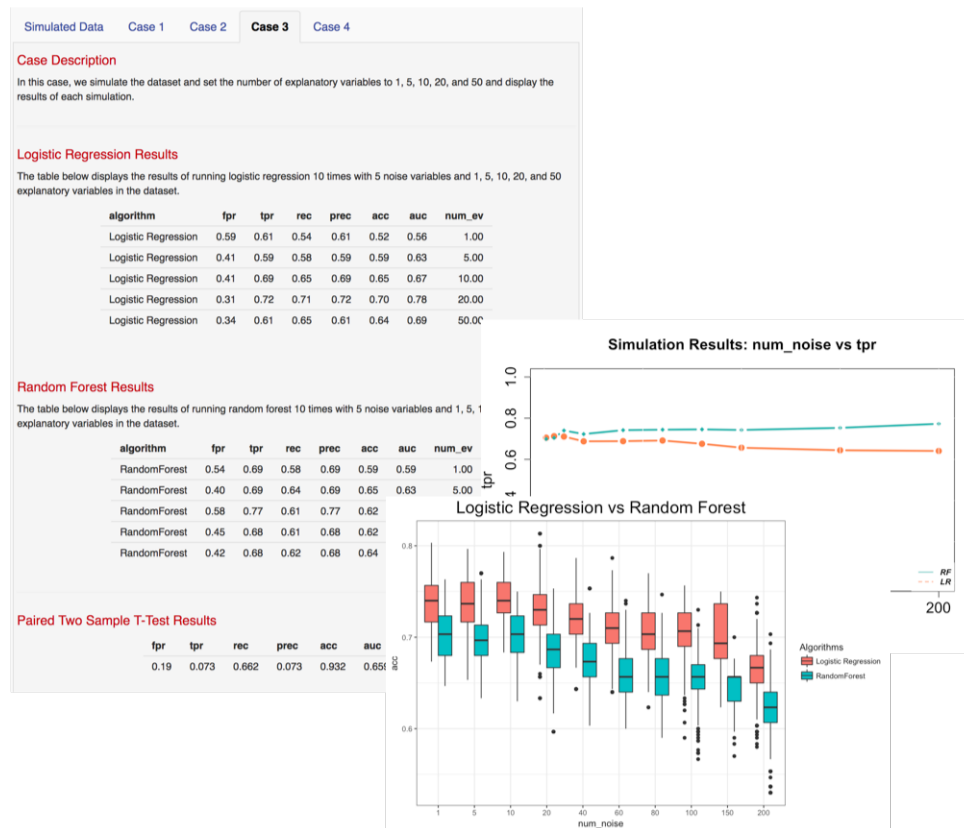 Simulated Data Case 1 Case 2 Case 3 Case 4
Case Description
In this case, we simulate the dataset and set the number of explanatory variables to 1, 5, 10, 20, and 50 and display the
results of each simulation.
Logistic Regression Results
The table below displays the results of running logistic regression 10 times with 5 noise variables and 1, 5, 10, 20, and 50
explanatory variables in the dataset.
algorithm fpr tpr rec prec acc auc num_ev
Logistic Regression 0.59 0.61 0.54 0.61 0.52 0.56 1.00
Logistic Regression 0.41 0.59 0.58 0.59 0.59 0.63 5.00
Logistic Regression 0.41 0.69 0.65 0.69 0.65 0.67 10.00
Logistic Regression 0.31 0.72 0.71 0.72 0.70 0.78 20.00
Logistic Regression 0.34 0.61 0.65 0.61 0.64 0.69 50.00
Random Forest Results
The table below displays the results of running random forest 10 times with 5 noise variables and 1, 5, 1
explanatory variables in the dataset.
algorithm fpr tpr rec prec acc auc num_ev
RandomForest 0.54 0.69 0.58 0.69 0.59 0.59 1.00
RandomForest 0.40 0.69 0.64 0.69 0.65 0.63 5.00
RandomForest 0.58 0.77 0.61 0.77 0.62
RandomForest 0.45 0.68 0.61 0.68 0.62
RandomForest 0.42 0.68 0.62 0.68 0.64
Paired Two Sample T-Test Results
fpr tpr rec prec acc auc
0.19 0.073 0.662 0.073 0.932 0.659
Simulation Results: num_noise vs tpr
1.0
0.8
0.6
tpr
RF
LR
200
Logistic Regression vs Random Forest
0.8
0.7
0.6
acc
1 5 10 20 40 60 80 100 150 200
num_noise
Algorithms
Logistic Regression
RandomForest